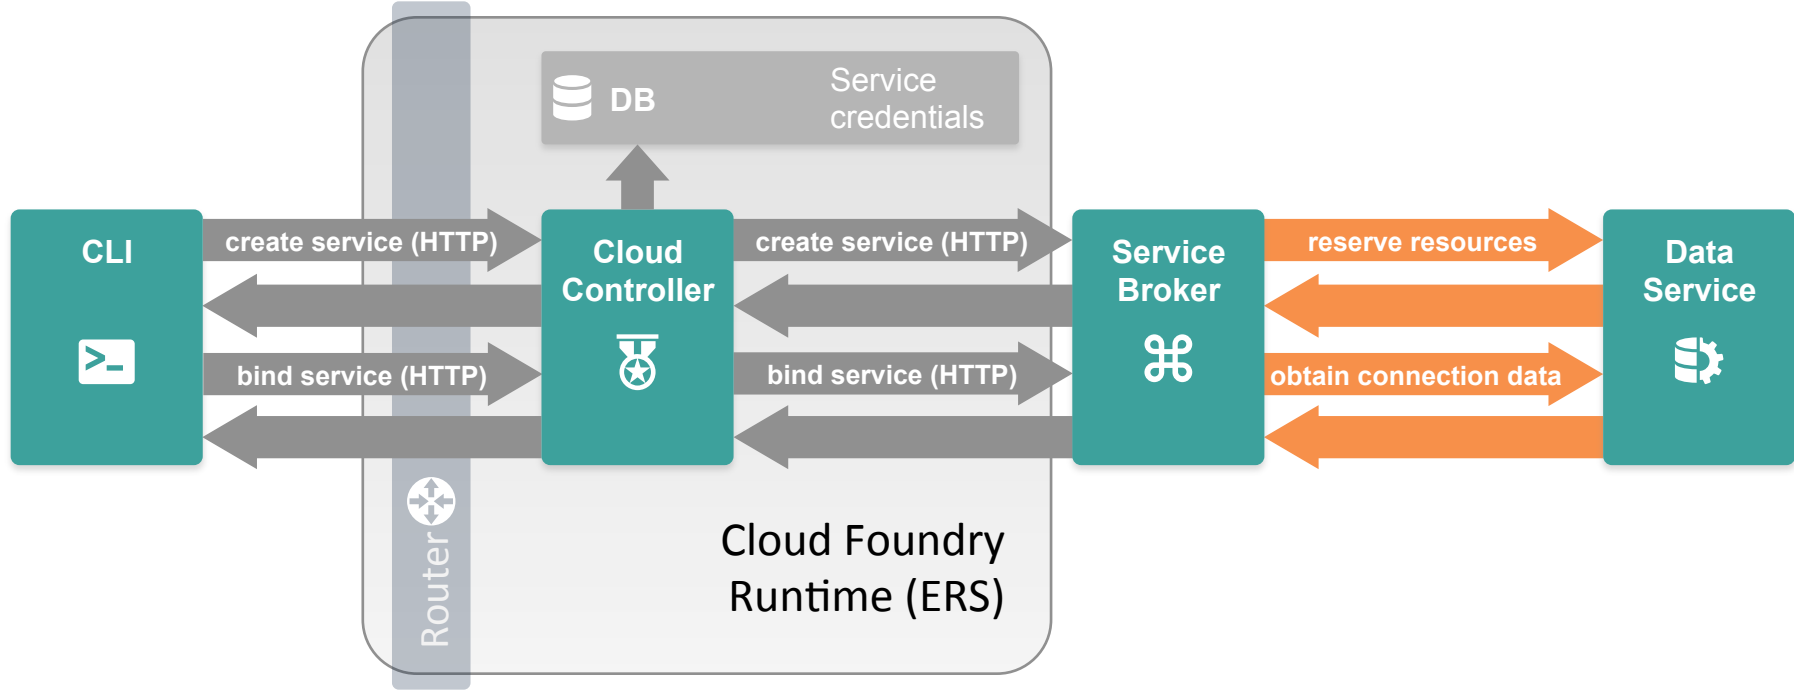 DB
Service
credentials
CLI
create service (HTTP)
Cloud
Controller
create service (HTTP)
Service
Broker
reserve resources
Data
Service
>_
bind service (HTTP)
bind service (HTTP)
obtain connection data
Router
Cloud Foundry
Runtime (ERS)